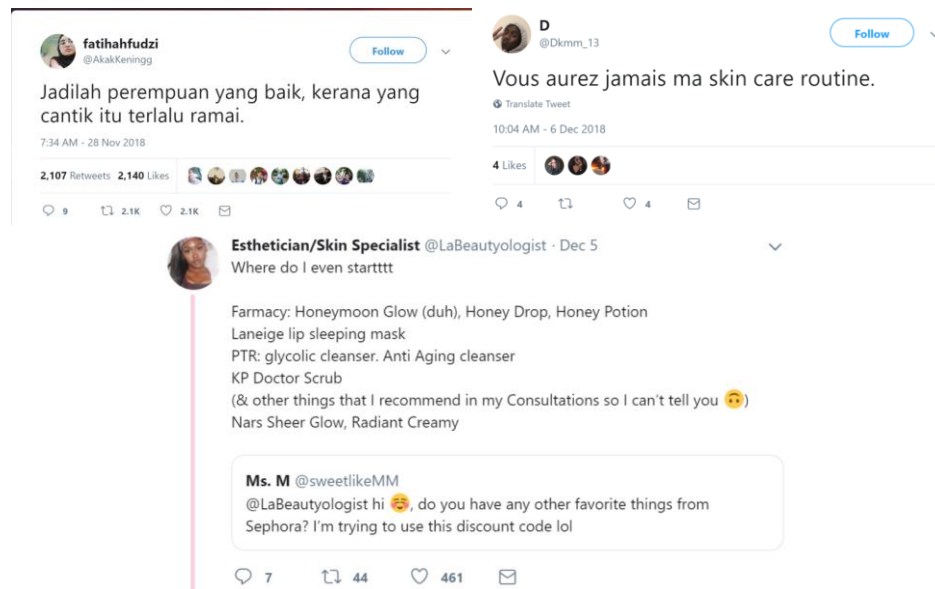 fatihahfudzi
@AkakKeningg
Follow
Jadilah perempuan yang baik, kerana yang
cantik itu terlalu ramai.
7:34 AM - 28 Nov 2018
2,107 Retweets 2,140 Likes
9 2.1K 2.1K
D
@Dkmm_13
Follow
Vous aurez jamais ma skin care routine.
Translate Tweet
10:04 AM - 6 Dec 2018
4 Likes
4 4
Esthetician/Skin Specialist @LaBeautyologist · Dec 5
Where do I even startttt
Farmacy: Honeymoon Glow (duh), Honey Drop, Honey Potion
Laneige lip sleeping mask
PTR: glycolic cleanser. Anti Aging cleanser
KP Doctor Scrub
(& other things that I recommend in my Consultations so I can't tell you 🙃)
Nars Sheer Glow, Radiant Creamy
Ms. M @sweetlikeMM
@LaBeautyologist hi ☺️, do you have any other favorite things from
Sephora? I'm trying to use this discount code lol
7 44 461